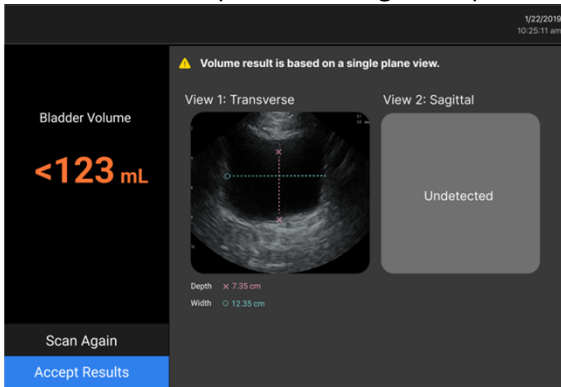 1/22/2019
10:25:11 am
Volume result is based on a single plane view.
Bladder Volume
<123 mL
View 1: Transverse
View 2: Sagittal
Undetected
Depth × 7.35 cm
Width ○ 12.35 cm
Scan Again
Accept Results